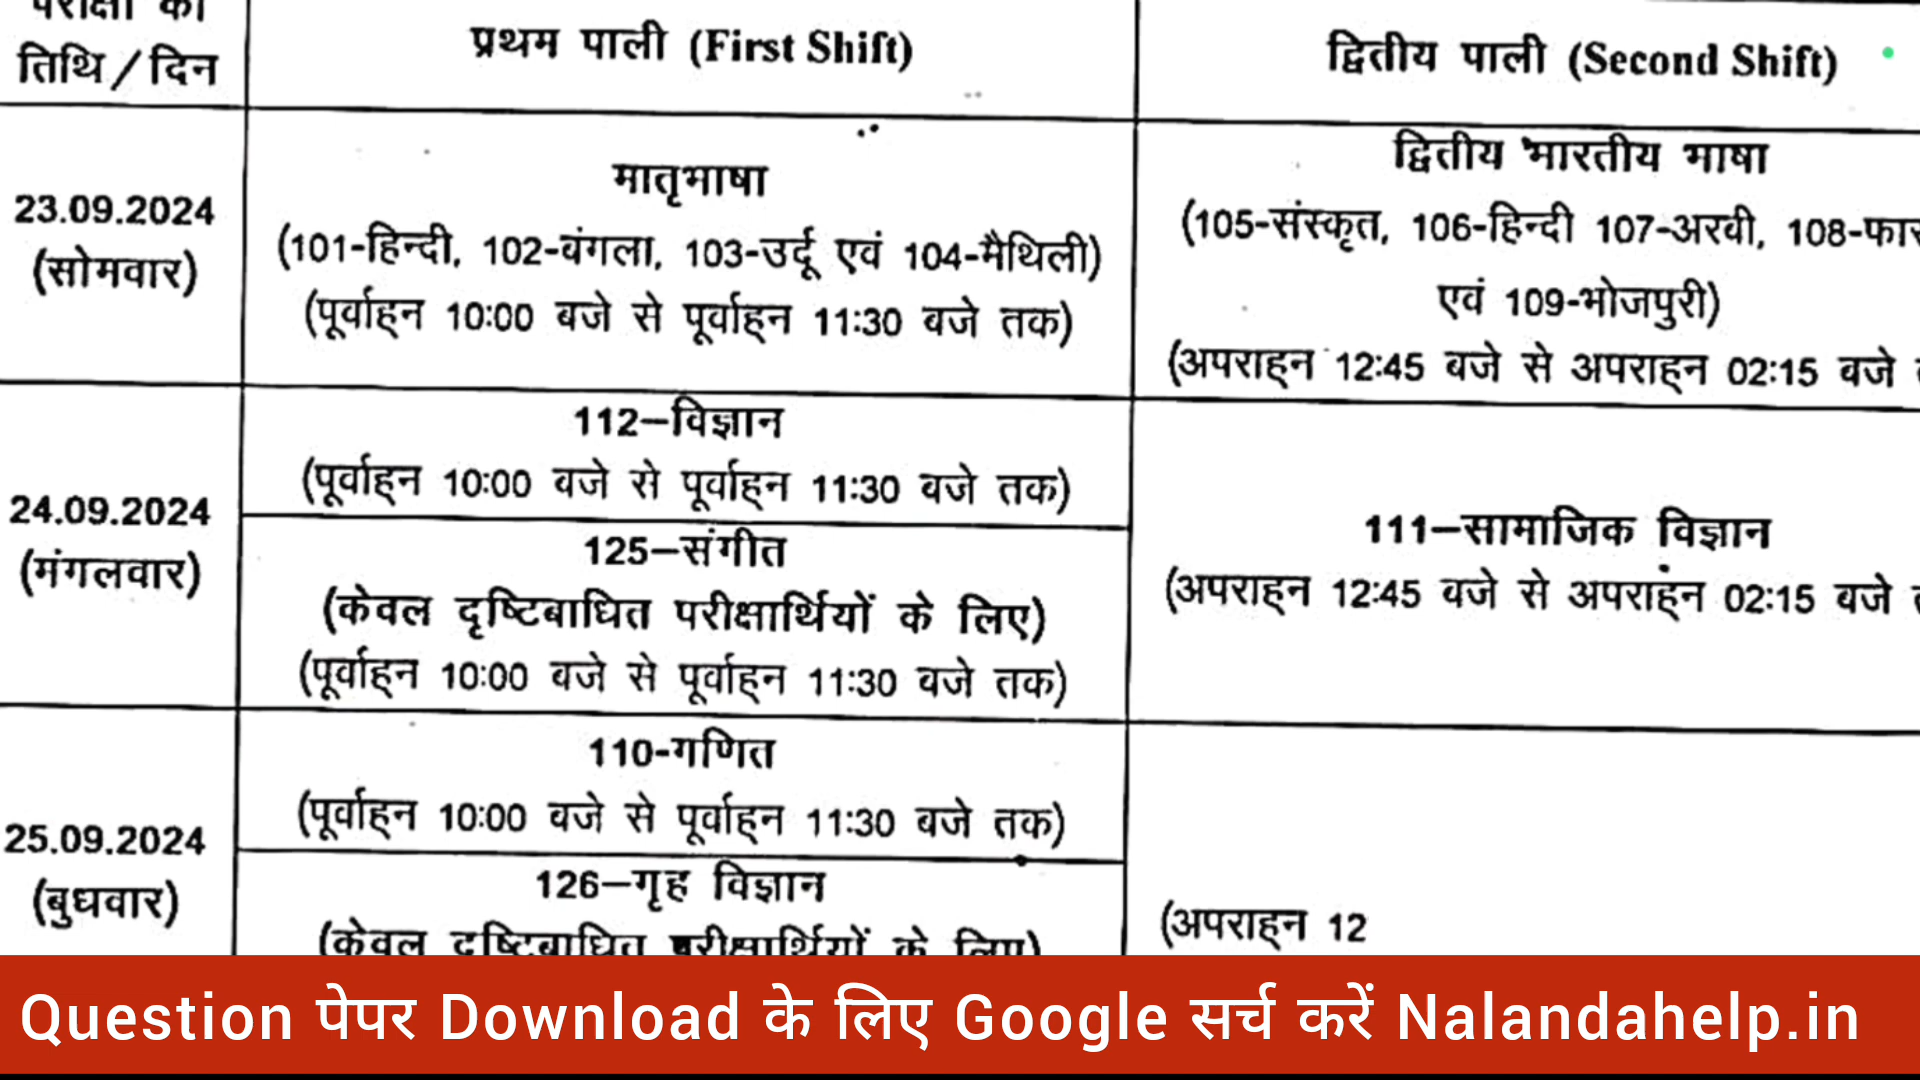 परीक्षा की
तिथि / दिन
प्रथम पाली (First Shift)
द्वितीय पाली (Second Shift)
23.09.2024
(सोमवार)
मातृभाषा
(101-हिन्दी, 102-बंगला, 103-उर्दू एवं 104-मैथिली)
(पूर्वाह्न 10:00 बजे से पूर्वाह्न 11:30 बजे तक)
द्वितीय भारतीय भाषा
(105-संस्कृत, 106-हिन्दी 107-अरबी, 108-फार
एवं 109-भोजपुरी)
(अपराह्न 12:45 बजे से अपराह्न 02:15 बजे
24.09.2024
(मंगलवार)
112–विज्ञान
(पूर्वाह्न 10:00 बजे से पूर्वाह्न 11:30 बजे तक)
125–संगीत
(केवल दृष्टिबाधित परीक्षार्थियों के लिए)
(पूर्वाह्न 10:00 बजे से पूर्वाह्न 11:30 बजे तक)
111–सामाजिक विज्ञान
(अपराह्न 12:45 बजे से अपराह्न 02:15 बजे
25.09.2024
(बुधवार)
110-गणित
(पूर्वाह्न 10:00 बजे से पूर्वाह्न 11:30 बजे तक)
126–गृह विज्ञान
(केवल दृष्टिबाधित परीक्षार्थियों के लिए)
(अपराह्न 12
Question पेपर Download के लिए Google सर्च करें Nalandahelp.in